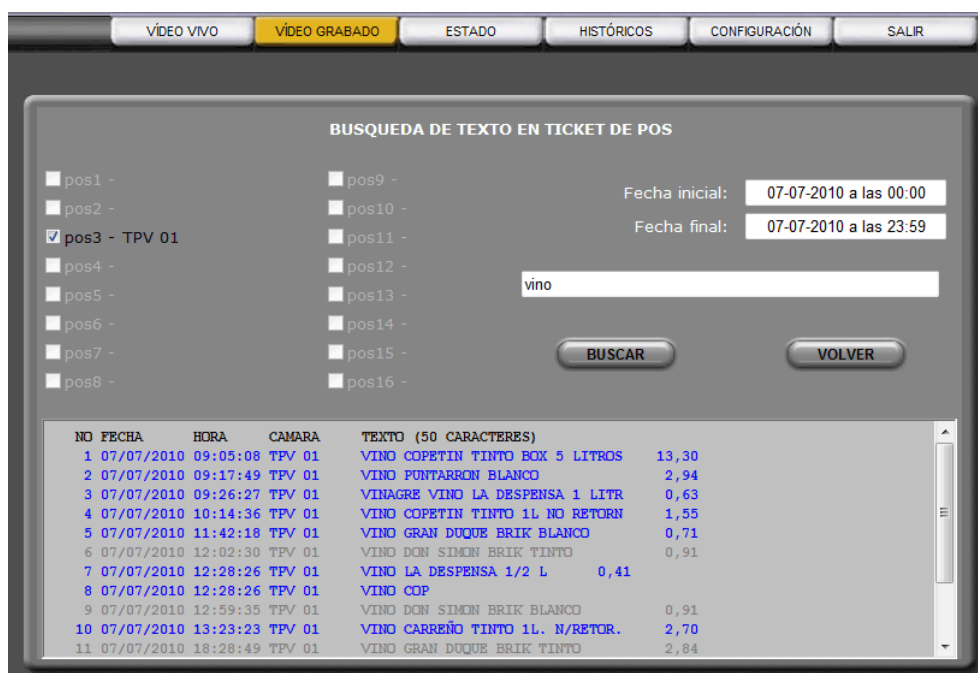 VÍDEO VIVO VÍDEO GRABADO ESTADO HISTÓRICOS CONFIGURACIÓN SALIR
BUSQUEDA DE TEXTO EN TICKET DE POS
pos1 -
pos2 -
pos3 - TPV 01
pos4 -
pos5 -
pos6 -
pos7 -
pos8 -
pos9 -
pos10 -
pos11 -
pos12 -
pos13 -
pos14 -
pos15 -
pos16 -
Fecha inicial: 07-07-2010 a las 00:00
Fecha final: 07-07-2010 a las 23:59
vino
BUSCAR VOLVER
NO FECHA HORA CAMARA TEXTO (50 CARACTERES)
1 07/07/2010 09:05:08 TPV 01 VINO COPETIN TINTO BOX 5 LITROS 13,30
2 07/07/2010 09:17:49 TPV 01 VINO PUNTARRON BLANCO 2,94
3 07/07/2010 09:26:27 TPV 01 VINAGRE VINO LA DESPENSA 1 LITR 0,63
4 07/07/2010 10:14:36 TPV 01 VINO COPETIN TINTO 1L NO RETORN 1,55
5 07/07/2010 11:42:18 TPV 01 VINO GRAN DUQUE BRIK BLANCO 0,71
6 07/07/2010 12:02:30 TPV 01 VINO DON SIMON BRIK TINTO 0,91
7 07/07/2010 12:28:26 TPV 01 VINO LA DESPENSA 1/2 L 0,41
8 07/07/2010 12:28:26 TPV 01 VINO COP
9 07/07/2010 12:59:35 TPV 01 VINO DON SIMON BRIK BLANCO 0,91
10 07/07/2010 13:23:23 TPV 01 VINO CARREÑO TINTO 1L. N/RETOR. 2,70
11 07/07/2010 18:28:49 TPV 01 VINO GRAN DUQUE BRIK TINTO 2,84